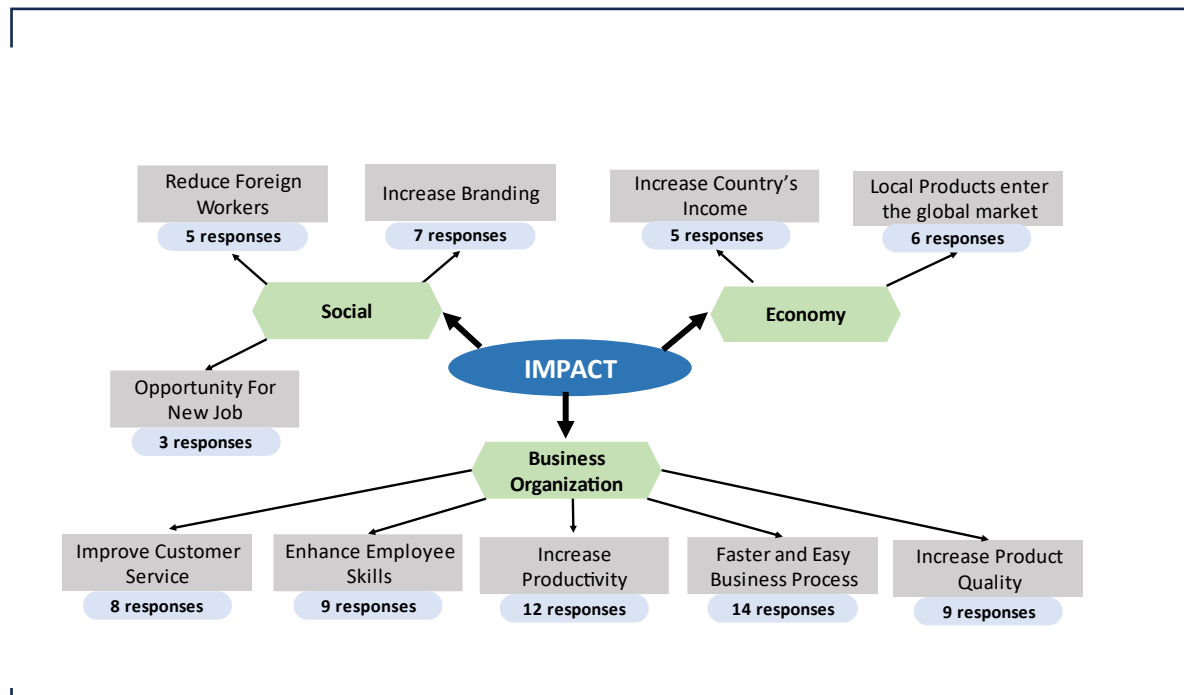 Reduce Foreign
Workers
5 responses
Increase Branding
7 responses
Increase Country’s
Income
5 responses
Local Products enter
the global market
6 responses
Social
Economy
IMPACT
Opportunity For
New Job
3 responses
Business
Organization
Improve Customer
Service
8 responses
Enhance Employee
Skills
9 responses
Increase
Productivity
12 responses
Faster and Easy
Business Process
14 responses
Increase Product
Quality
9 responses